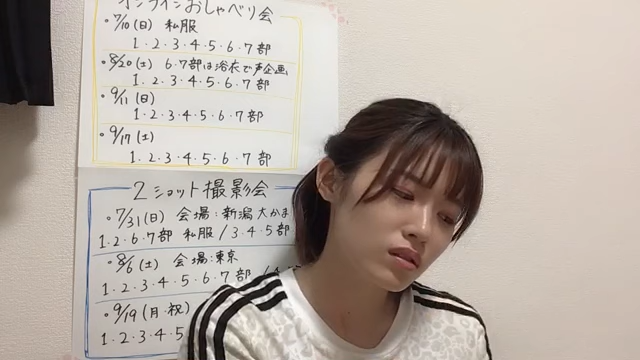 オンラインおしゃべり会
○7/10(日) 私服
1・2・3・4・5・6・7部
○8/20(土) 6・7部は浴衣で声企画
1・2・3・4・5・6・7部
○9/11(日)
1・2・3・4・5・6・7部
○9/17(土)
1・2・3・4・5・6・7部
2ショット撮影会
○7/31(日) 会場:新潟 大かま
1・2・6・7部 私服 / 3・4・5部
○8/6(土) 会場:東京
1・2・3・4・5・6・7部 /
○9/19(月・祝)
1・2・3・4・5